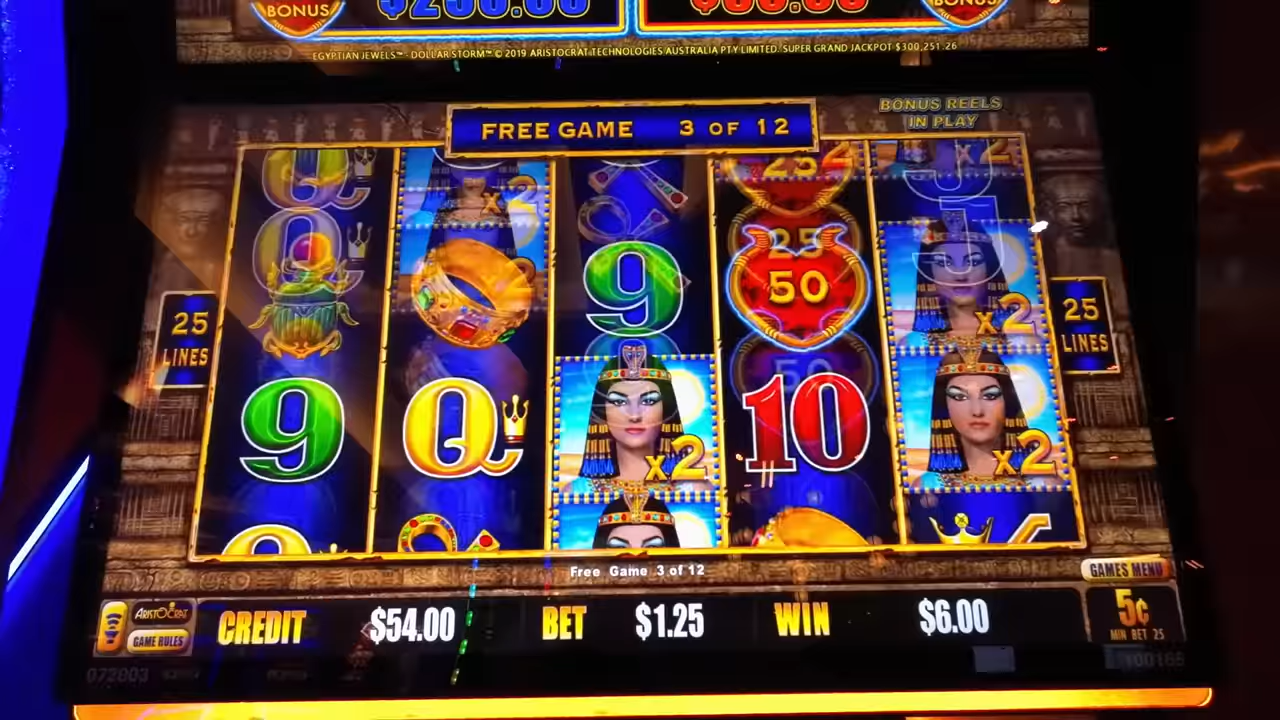 BONUS
$250.00
BONUS
EGYPTIAN JEWELS™ - DOLLAR STORM™ © 2019 ARISTOCRAT TECHNOLOGIES AUSTRALIA PTY LIMITED. SUPER GRAND JACKPOT $300,251.26
FREE GAME 3 OF 12
BONUS REELS
IN PLAY
Q
x2
25
x2
J
Q
9
25
50
x2
J
25
LINES
25
LINES
50
9
Q
x2
10
x2
Free Game 3 of 12
GAMES MENU
ARISTOCRAT
GAME RULES
CREDIT $54.00 BET $1.25 WIN $6.00
5¢
MIN BET 25
072003